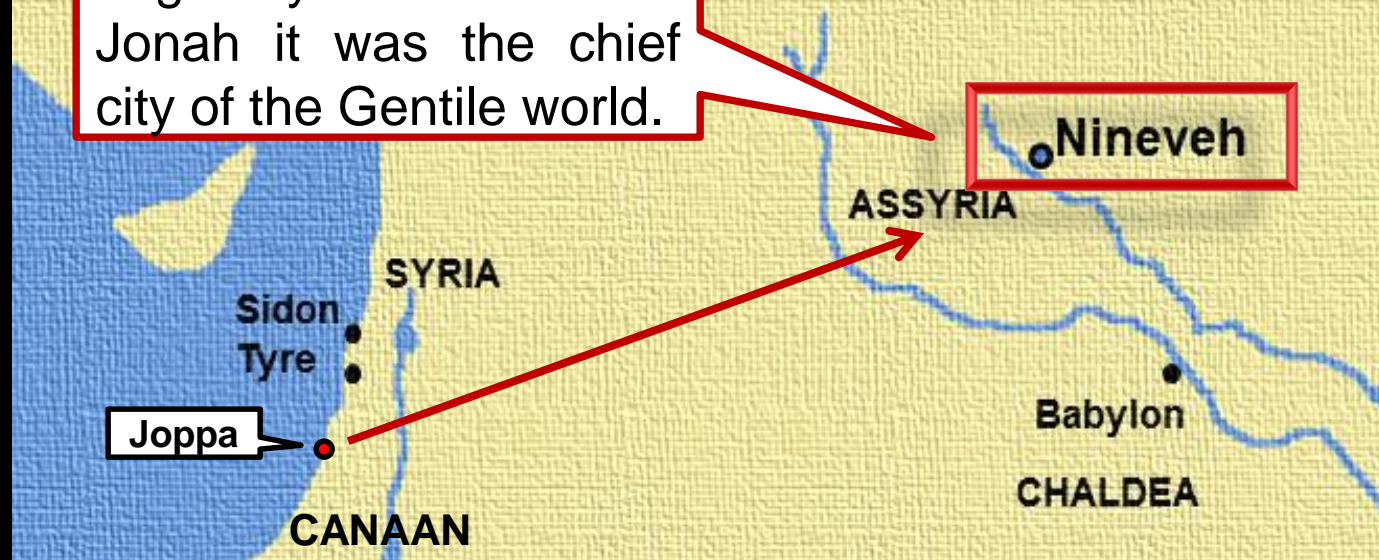 Jonah it was the chief
city of the Gentile world.
Nineveh
ASSYRIA
SYRIA
Sidon
Tyre
Joppa
Babylon
CHALDEA
CANAAN